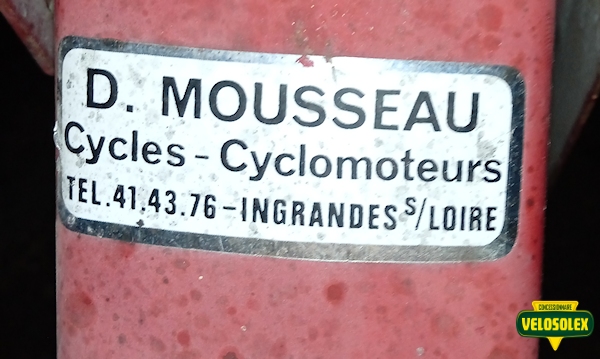 D. MOUSSEAU
Cycles - Cyclomoteurs
TEL. 41.43.76 - INGRANDES S/LOIRE
CONCESSIONNAIRE
VELOSOLEX